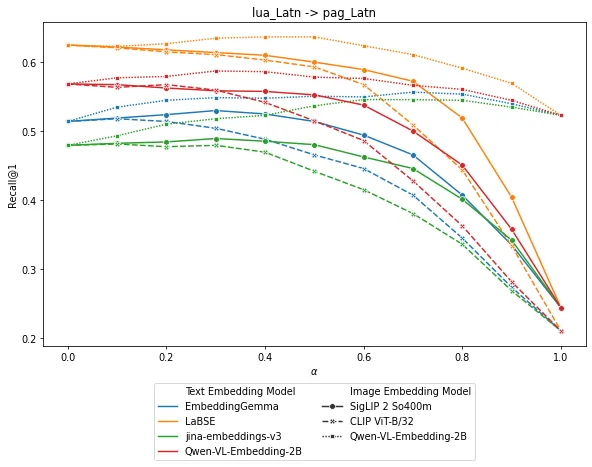 lua_Latn -> pag_Latn
Recall@1
0.6
0.5
0.4
0.3
0.2
0.0 0.2 0.4 0.6 0.8 1.0
α
Text Embedding Model
EmbeddingGemma
LaBSE
jina-embeddings-v3
Qwen-VL-Embedding-2B
Image Embedding Model
SigLIP 2 So400m
CLIP ViT-B/32
Qwen-VL-Embedding-2B